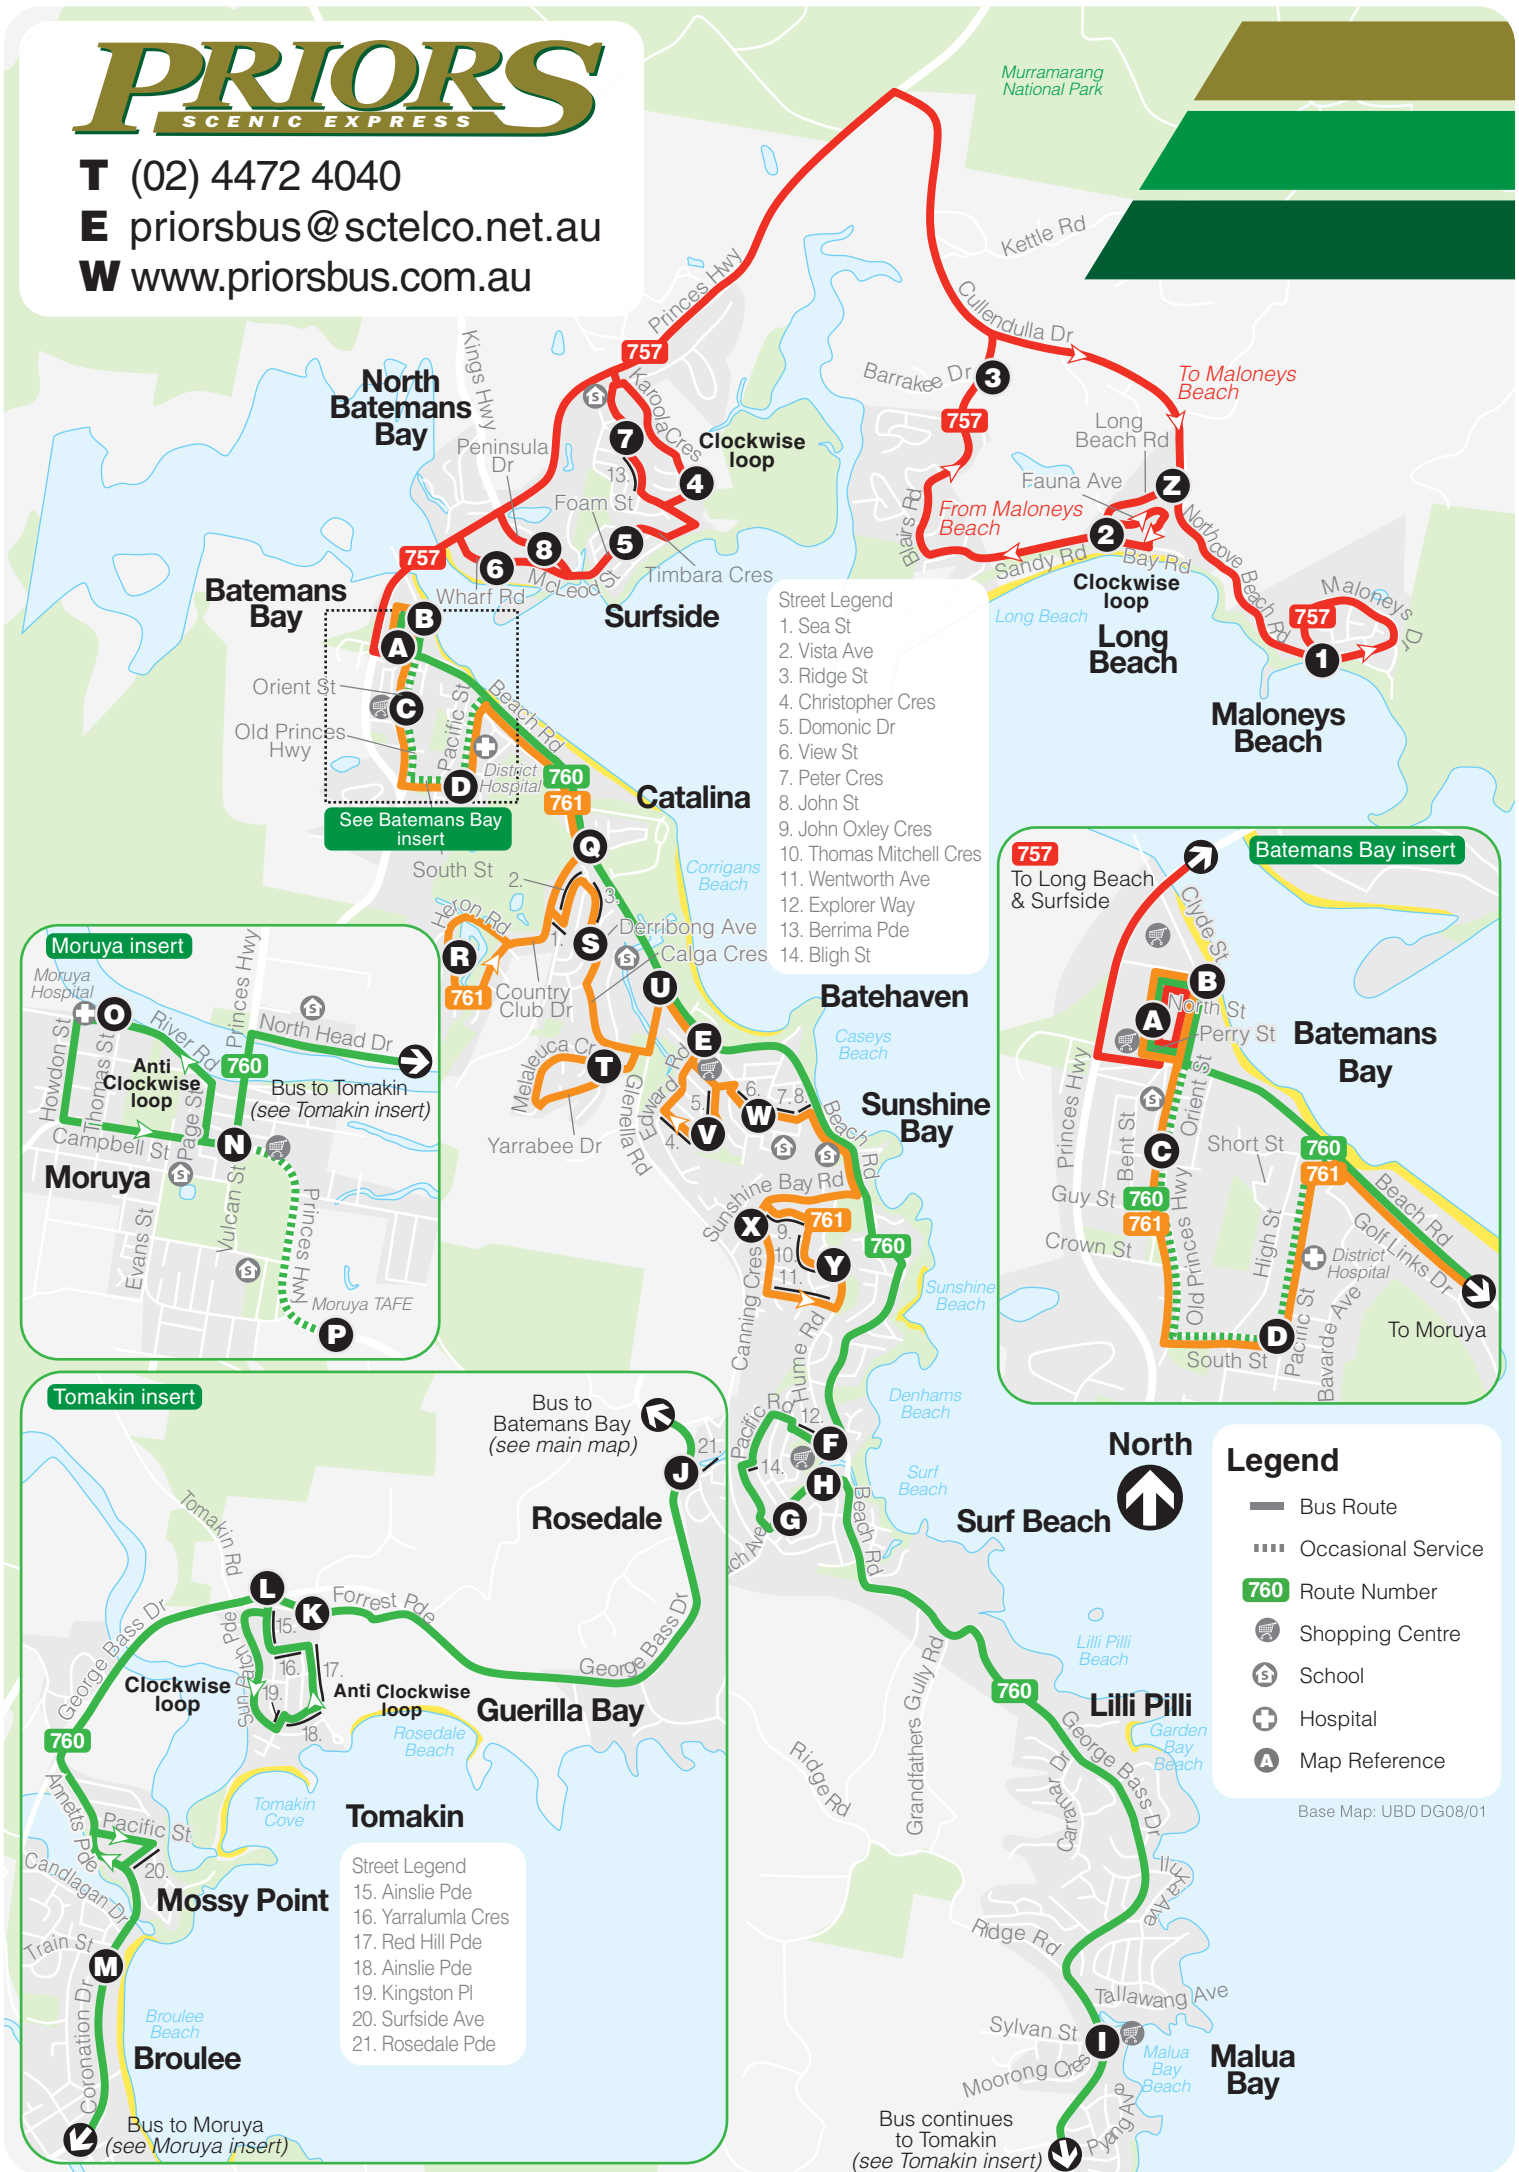 PRIORS
SCENIC EXPRESS
T (02) 4472 4040
E priorsbus@sctelco.net.au
W www.priorsbus.com.au
Murramarang
National Park
Kettle Rd
Princes Hwy
Cullendulla Dr
Kings Hwy
757
North
Batemans
Bay
Karoola Cres
Barrakee Dr
3
To Maloneys
Beach
757
Long
Beach Rd
7
Clockwise
loop
Peninsula
Dr
13.
4
Fauna Ave
Z
Foam St
From Maloneys
Beach
Blairs Rd
2
Northcove Beach Rd
8
5
757
6
McLeod St
Timbara Cres
Sandy Rd
Bay Rd
Clockwise
loop
Maloneys Dr
Batemans
Bay
Wharf Rd
Surfside
Long Beach
Long
Beach
757
1
B
A
Orient St
C
Pacific St
Beach Rd
Old Princes
Hwy
District
Hospital
D
760
761
Maloneys
Beach
Catalina
See Batemans Bay
insert
Street Legend
1. Sea St
2. Vista Ave
3. Ridge St
4. Christopher Cres
5. Domonic Dr
6. View St
7. Peter Cres
8. John St
9. John Oxley Cres
10. Thomas Mitchell Cres
11. Wentworth Ave
12. Explorer Way
13. Berrima Pde
14. Bligh St
Q
South St
2.
3.
Corrigans
Beach
Heron Rd
1.
S
Derribong Ave
Calga Cres
R
761
Country
Club Dr
U
Batehaven
E
Caseys
Beach
Melaleuca Cr
T
Glenella Rd
Edward Rd
5.
4.
V
6.
W
7.
8.
Beach Rd
Sunshine
Bay
Yarrabee Dr
Sunshine Bay Rd
X
761
9.
10.
Y
11.
760
Sunshine
Beach
Canning Cres
Hume Rd
Denhams
Beach
Pacific Rd
12.
F
14.
H
G
Surf
Beach
Surf Beach
ach Ave
Beach Rd
Moruya insert
Moruya
Hospital
O
Princes Hwy
River Rd
North Head Dr
Howdon St
Thomas St
Anti
Clockwise
loop
760
Bus to Tomakin
(see Tomakin insert)
Page St
Campbell St
N
Moruya
Evans St
Vulcan St
Princes Hwy
Moruya TAFE
P
Batemans Bay insert
757
To Long Beach
& Surfside
Clyde St
B
North St
A
Perry St
Batemans
Bay
Princes Hwy
Orient St
Bent St
C
Short St
760
761
Guy St
760
761
Crown St
Old Princes Hwy
High St
Beach Rd
Golf Links Dr
District
Hospital
Pacific St
Bavarde Ave
D
South St
To Moruya
Tomakin insert
Bus to
Batemans Bay
(see main map)
21.
J
Tomakin Rd
Rosedale
L
K
Forrest Pde
George Bass Dr
Sun Patch Pde
15.
16.
17.
George Bass Dr
Clockwise
loop
19.
18.
Anti Clockwise
loop
Guerilla Bay
Rosedale
Beach
760
Annetts Pde
Tomakin
Cove
Tomakin
Pacific St
20.
Candlagan Dr
Mossy Point
Train St
M
Street Legend
15. Ainslie Pde
16. Yarralumla Cres
17. Red Hill Pde
18. Ainslie Pde
19. Kingston Pl
20. Surfside Ave
21. Rosedale Pde
Coronation Dr
Broulee
Beach
Broulee
Bus to Moruya
(see Moruya insert)
North
Legend
Bus Route
Occasional Service
760 Route Number
Shopping Centre
School
Hospital
A Map Reference
Base Map: UBD DG08/01
Lilli Pilli
Beach
Grandfathers Gully Rd
760
Lilli Pilli
Garden
Bay
Beach
George Bass Dr
Ridge Rd
Carramar Dr
Iluka Ave
Ridge Rd
Tallawang Ave
Sylvan St
I
Moorong Cres
Malua
Bay
Beach
Malua
Bay
Pyang Ave
Bus continues
to Tomakin
(see Tomakin insert)